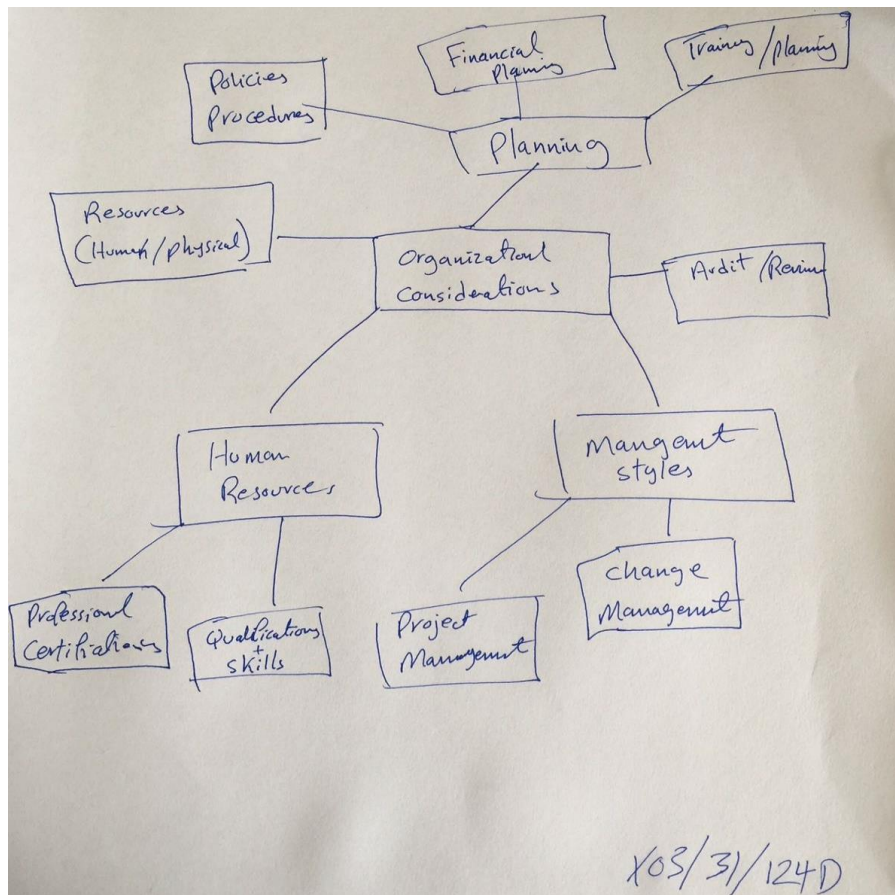 Financial
Planning
Training/planning
Policies
Procedures
Planning
Resources
(Human/physical)
Organizational
Considerations
Audit / Review
Human
Resources
Mangemt
styles
Change
Management
Professional
Certifications
Qualifications
+
skills
Project
Management
X03/31/124D